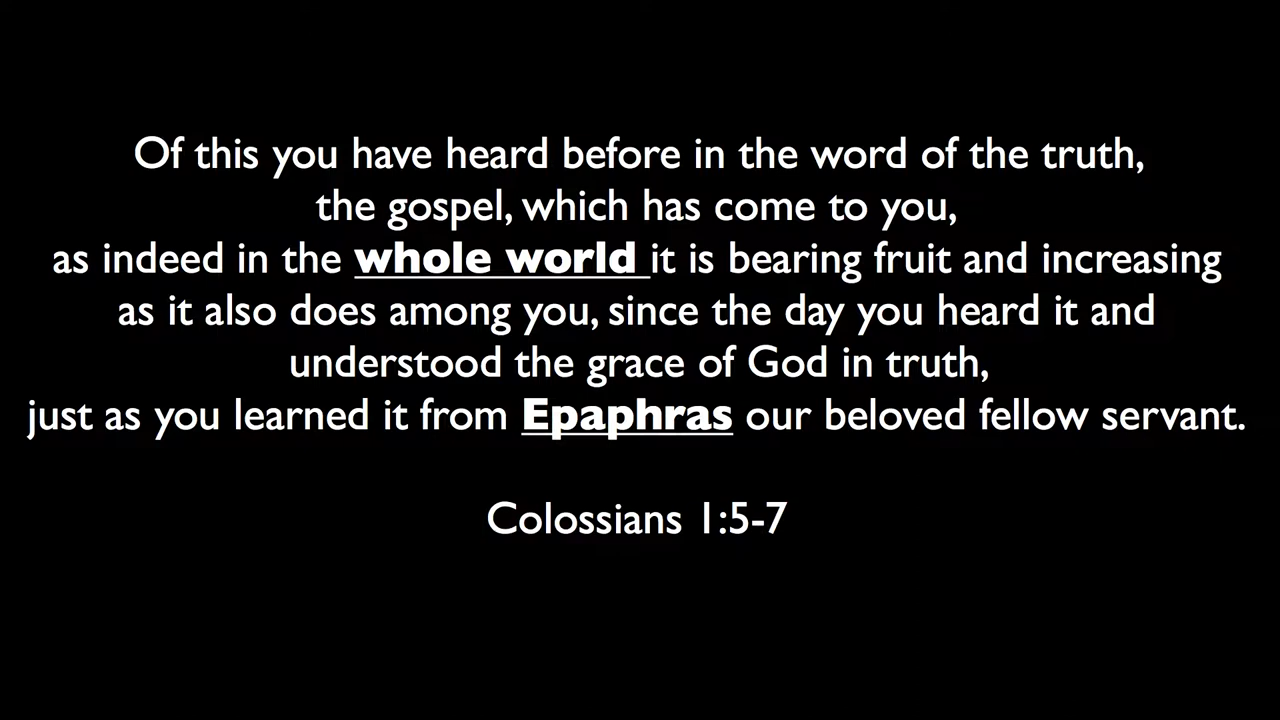 Of this you have heard before in the word of the truth,
the gospel, which has come to you,
as indeed in the whole world it is bearing fruit and increasing
as it also does among you, since the day you heard it and
understood the grace of God in truth,
just as you learned it from Epaphras our beloved fellow servant.
Colossians 1:5-7